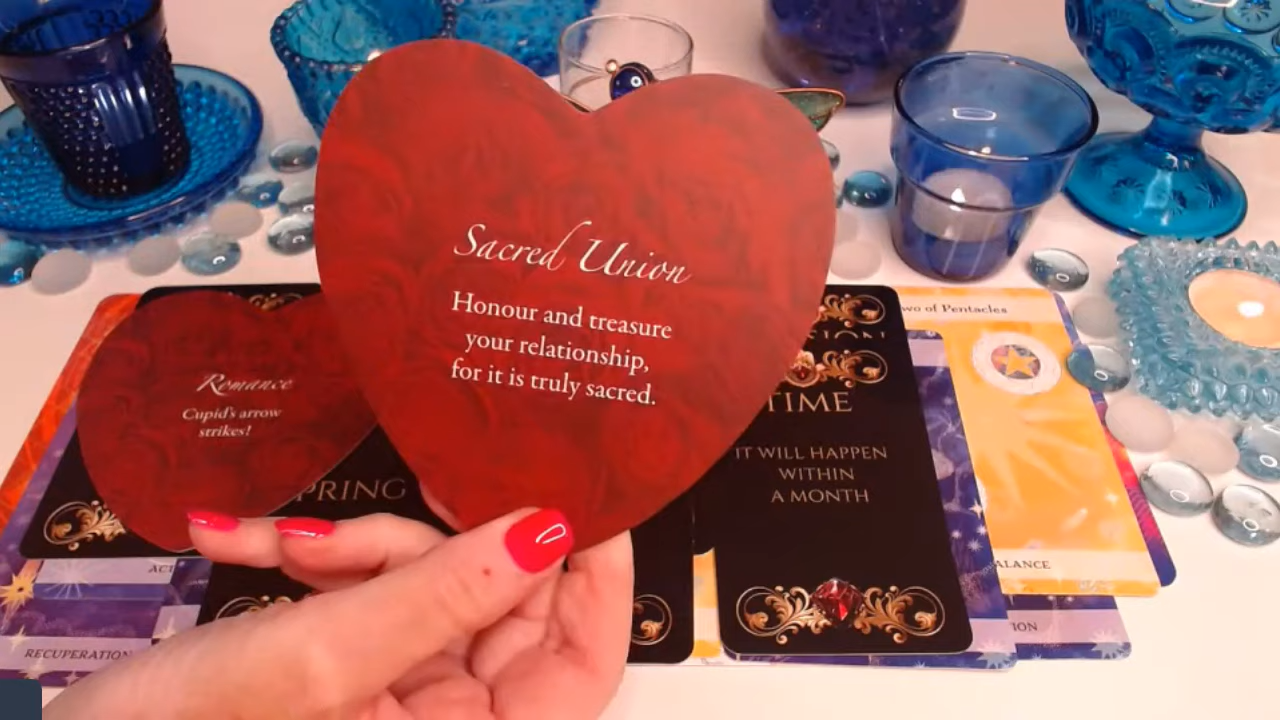 Sacred Union
Honour and treasure
your relationship,
for it is truly sacred.
Romance
Cupid's arrow
strikes!
PRING
of Pentacles
TIME
IT WILL HAPPEN
WITHIN
A MONTH
ALANCE
RECUPERATION